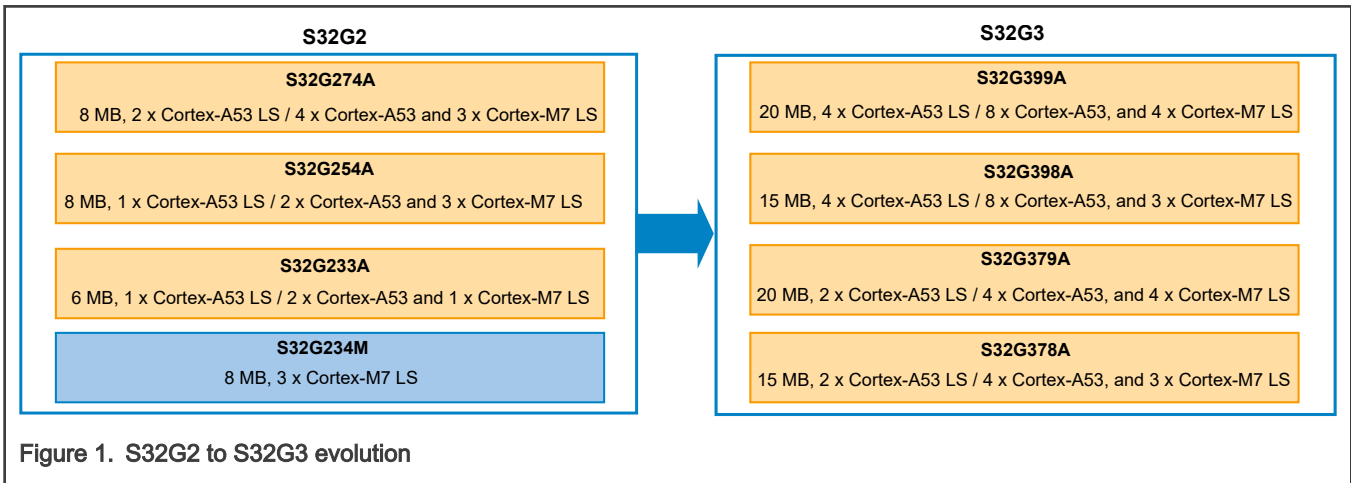 S32G2
S32G274A
8 MB, 2 x Cortex-A53 LS / 4 x Cortex-A53 and 3 x Cortex-M7 LS
S32G254A
8 MB, 1 x Cortex-A53 LS / 2 x Cortex-A53 and 3 x Cortex-M7 LS
S32G233A
6 MB, 1 x Cortex-A53 LS / 2 x Cortex-A53 and 1 x Cortex-M7 LS
S32G234M
8 MB, 3 x Cortex-M7 LS
S32G3
S32G399A
20 MB, 4 x Cortex-A53 LS / 8 x Cortex-A53, and 4 x Cortex-M7 LS
S32G398A
15 MB, 4 x Cortex-A53 LS / 8 x Cortex-A53, and 3 x Cortex-M7 LS
S32G379A
20 MB, 2 x Cortex-A53 LS / 4 x Cortex-A53, and 4 x Cortex-M7 LS
S32G378A
15 MB, 2 x Cortex-A53 LS / 4 x Cortex-A53, and 3 x Cortex-M7 LS
Figure 1. S32G2 to S32G3 evolution